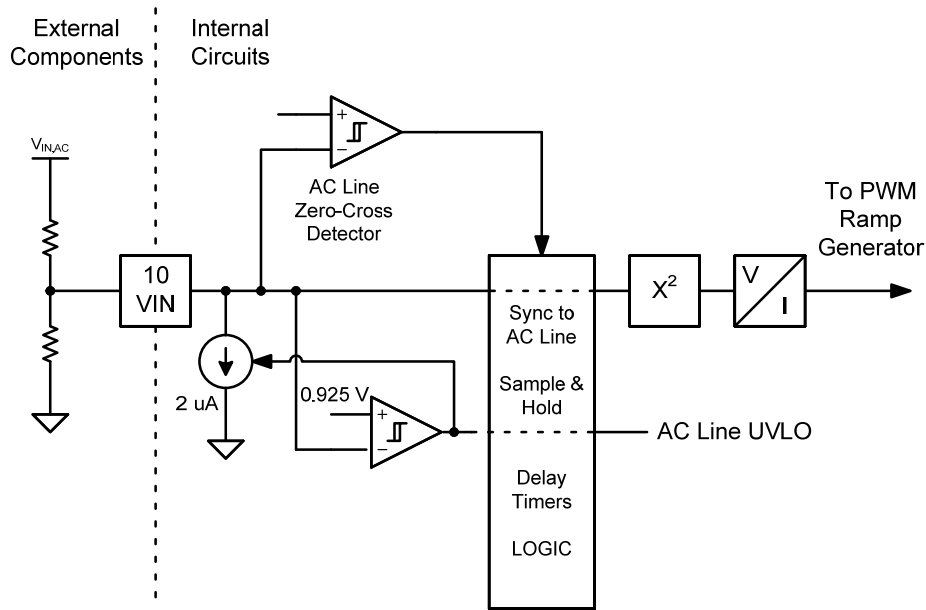 External
Components
Internal
Circuits
VIN,AC
+
−
AC Line
Zero-Cross
Detector
To PWM
Ramp
Generator
10
VIN
X²
V
I
Sync to
AC Line
Sample &
Hold
2 uA
0.925 V
+
−
AC Line UVLO
Delay
Timers
LOGIC